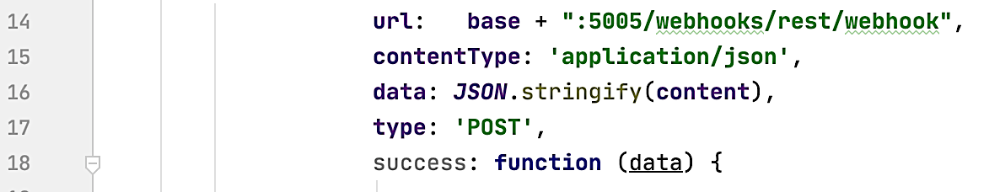 14 url:   base + ":5005/webhooks/rest/webhook",
15 contentType: 'application/json',
16 data: JSON.stringify(content),
17 type: 'POST',
18 success: function (data) {